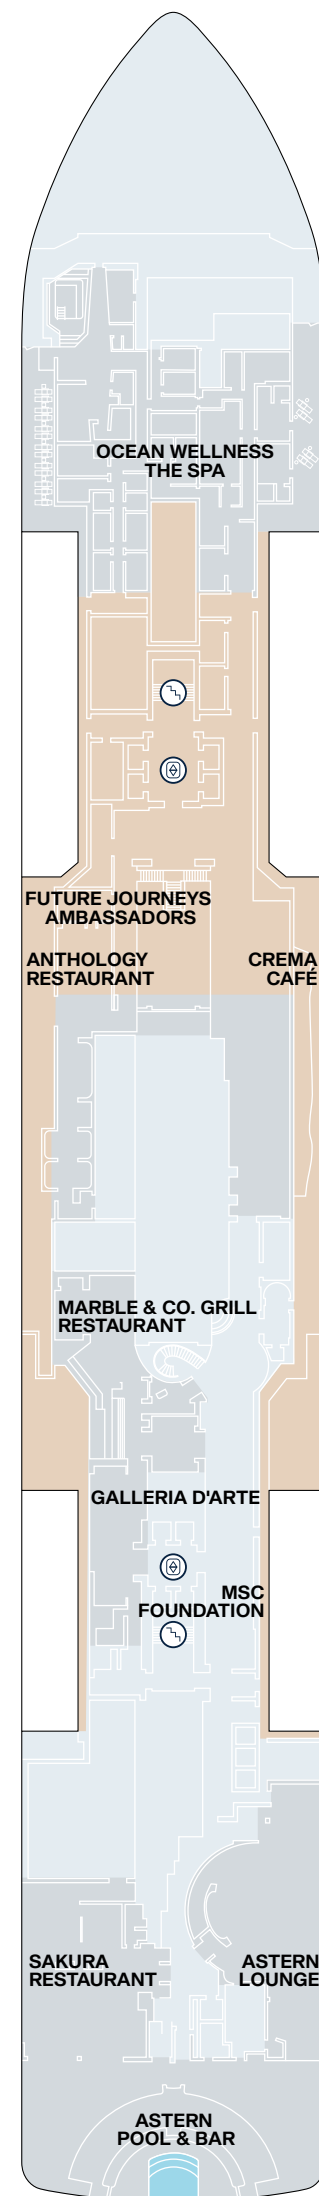 OCEAN WELLNESS
THE SPA
FUTURE JOURNEYS
AMBASSADORS
ANTHOLOGY
RESTAURANT
CREMA
CAFÉ
MARBLE & CO. GRILL
RESTAURANT
GALLERIA D'ARTE
MSC
FOUNDATION
SAKURA
RESTAURANT
ASTERN
LOUNGE
ASTERN
POOL & BAR